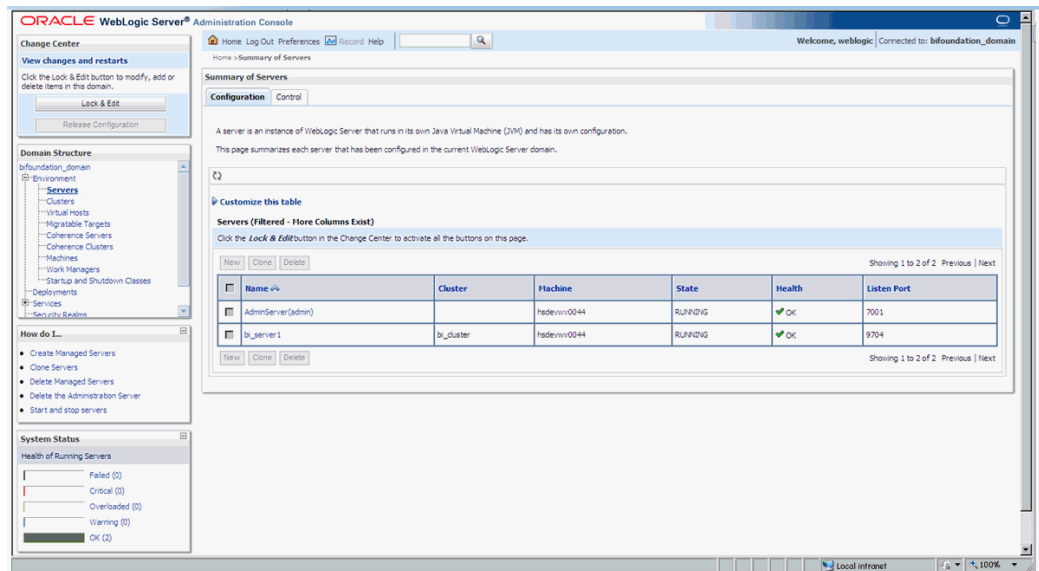 ORACLE WebLogic Server® Administration Console
Change Center
View changes and restarts
Click the Lock & Edit button to modify, add or
delete items in this domain.
Lock & Edit
Release Configuration
Domain Structure
bifoundation_domain
Environment
Servers
Clusters
Virtual Hosts
Migratable Targets
Coherence Servers
Coherence Clusters
Machines
Work Managers
Startup and Shutdown Classes
Deployments
Services
Security Realms
How do I...
Create Managed Servers
Clone Servers
Delete Managed Servers
Delete the Administration Server
Start and stop servers
System Status
Health of Running Servers
Failed (0)
Critical (0)
Overloaded (0)
Warning (0)
OK (2)
Home Log Out Preferences Record Help
Welcome, weblogic Connected to: bifoundation_domain
Home >Summary of Servers
Summary of Servers
Configuration Control
A server is an instance of WebLogic Server that runs in its own Java Virtual Machine (JVM) and has its own configuration.
This page summarizes each server that has been configured in the current WebLogic Server domain.
Customize this table
Servers (Filtered - More Columns Exist)
Click the Lock & Edit button in the Change Center to activate all the buttons on this page.
New Clone Delete Showing 1 to 2 of 2 Previous | Next
Name Cluster Machine State Health Listen Port
AdminServer(admin) RUNNING OK 7001
bi_server1 bi_cluster RUNNING OK 9704
New Clone Delete Showing 1 to 2 of 2 Previous | Next
Local intranet 100%